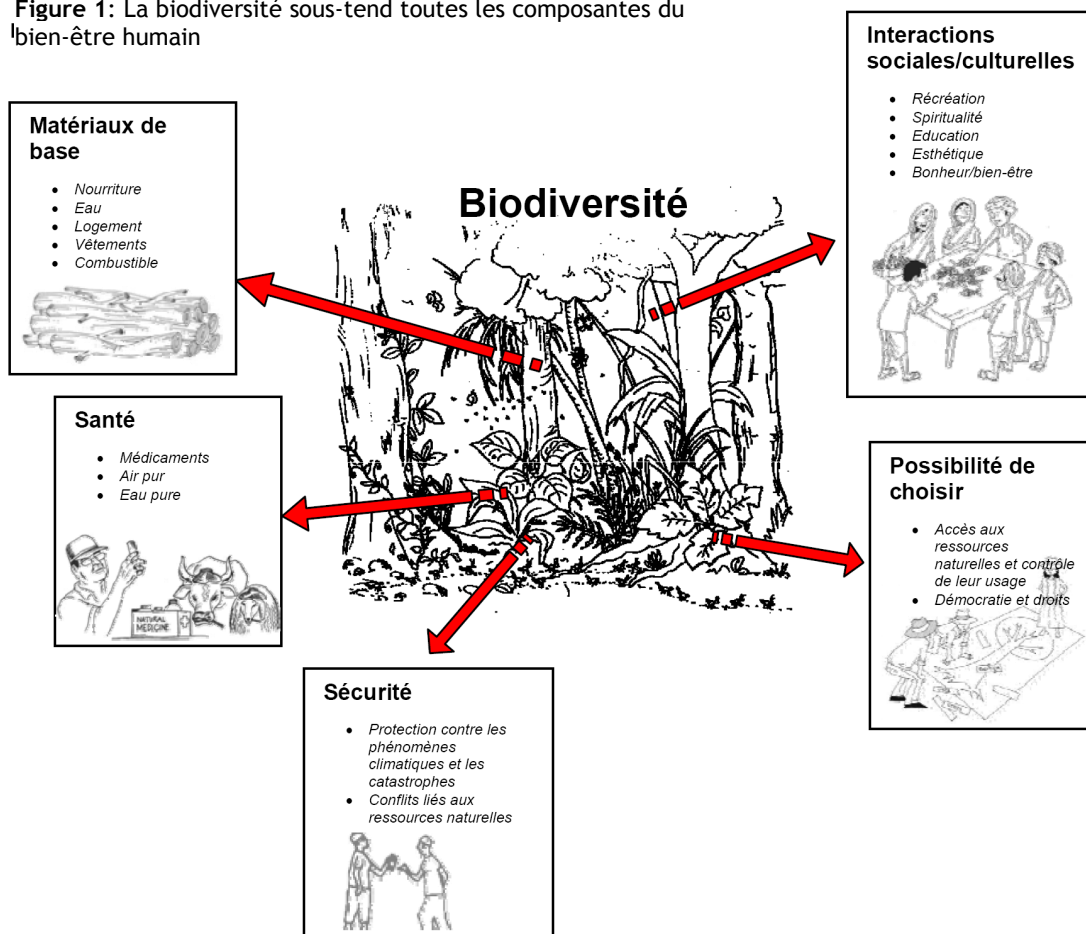 Figure 1: La biodiversité sous-tend toutes les composantes du
bien-être humain
Interactions
sociales/culturelles
• Récréation
• Spiritualité
• Education
• Esthétique
• Bonheur/bien-être
Matériaux de
base
• Nourriture
• Eau
• Logement
• Vêtements
• Combustible
Biodiversité
Santé
• Médicaments
• Air pur
• Eau pure
NATURAL
MEDICINE
Possibilité de
choisir
• Accès aux
ressources
naturelles et contrôle
de leur usage
• Démocratie et droits
Sécurité
• Protection contre les
phénomènes
climatiques et les
catastrophes
• Conflits liés aux
ressources naturelles